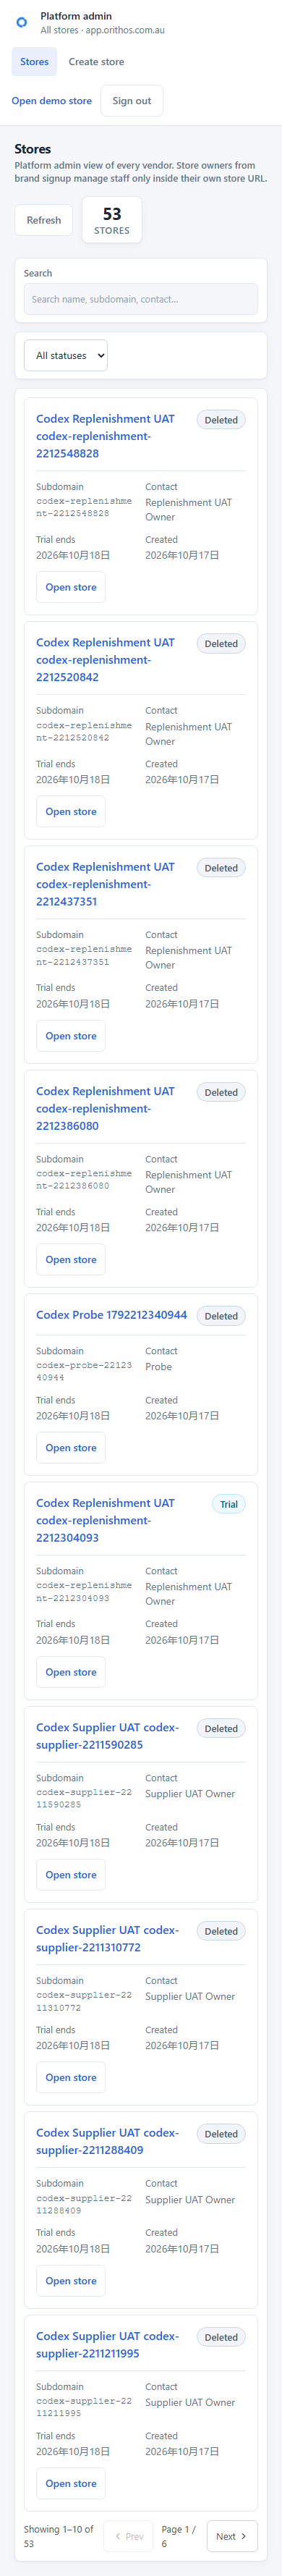 Platform admin
All stores · app.orithos.com.au
Stores
Create store
Open demo store
Sign out
Stores
Platform admin view of every vendor. Store owners from
brand signup manage staff only inside their own store URL.
Refresh
53
STORES
Search
Search name, subdomain, contact...
All statuses
Codex Replenishment UAT
codex-replenishment-
2212548828
Deleted
Subdomain
codex-replenishme
nt-2212548828
Contact
Replenishment UAT
Owner
Trial ends
2026年10月18日
Created
2026年10月17日
Open store
Codex Replenishment UAT
codex-replenishment-
2212520842
Deleted
Subdomain
codex-replenishme
nt-2212520842
Contact
Replenishment UAT
Owner
Trial ends
2026年10月18日
Created
2026年10月17日
Open store
Codex Replenishment UAT
codex-replenishment-
2212437351
Deleted
Subdomain
codex-replenishme
nt-2212437351
Contact
Replenishment UAT
Owner
Trial ends
2026年10月18日
Created
2026年10月17日
Open store
Codex Replenishment UAT
codex-replenishment-
2212386080
Deleted
Subdomain
codex-replenishme
nt-2212386080
Contact
Replenishment UAT
Owner
Trial ends
2026年10月18日
Created
2026年10月17日
Open store
Codex Probe 1792212340944
Deleted
Subdomain
codex-probe-22123
40944
Contact
Probe
Trial ends
2026年10月18日
Created
2026年10月17日
Open store
Codex Replenishment UAT
codex-replenishment-
2212304093
Trial
Subdomain
codex-replenishme
nt-2212304093
Contact
Replenishment UAT
Owner
Trial ends
2026年10月18日
Created
2026年10月17日
Open store
Codex Supplier UAT codex-
supplier-2211590285
Deleted
Subdomain
codex-supplier-22
11590285
Contact
Supplier UAT Owner
Trial ends
2026年10月18日
Created
2026年10月17日
Open store
Codex Supplier UAT codex-
supplier-2211310772
Deleted
Subdomain
codex-supplier-22
11310772
Contact
Supplier UAT Owner
Trial ends
2026年10月18日
Created
2026年10月17日
Open store
Codex Supplier UAT codex-
supplier-2211288409
Deleted
Subdomain
codex-supplier-22
11288409
Contact
Supplier UAT Owner
Trial ends
2026年10月18日
Created
2026年10月17日
Open store
Codex Supplier UAT codex-
supplier-2211211995
Deleted
Subdomain
codex-supplier-22
11211995
Contact
Supplier UAT Owner
Trial ends
2026年10月18日
Created
2026年10月17日
Open store
Showing 1–10 of
53
Prev
Page 1 /
6
Next